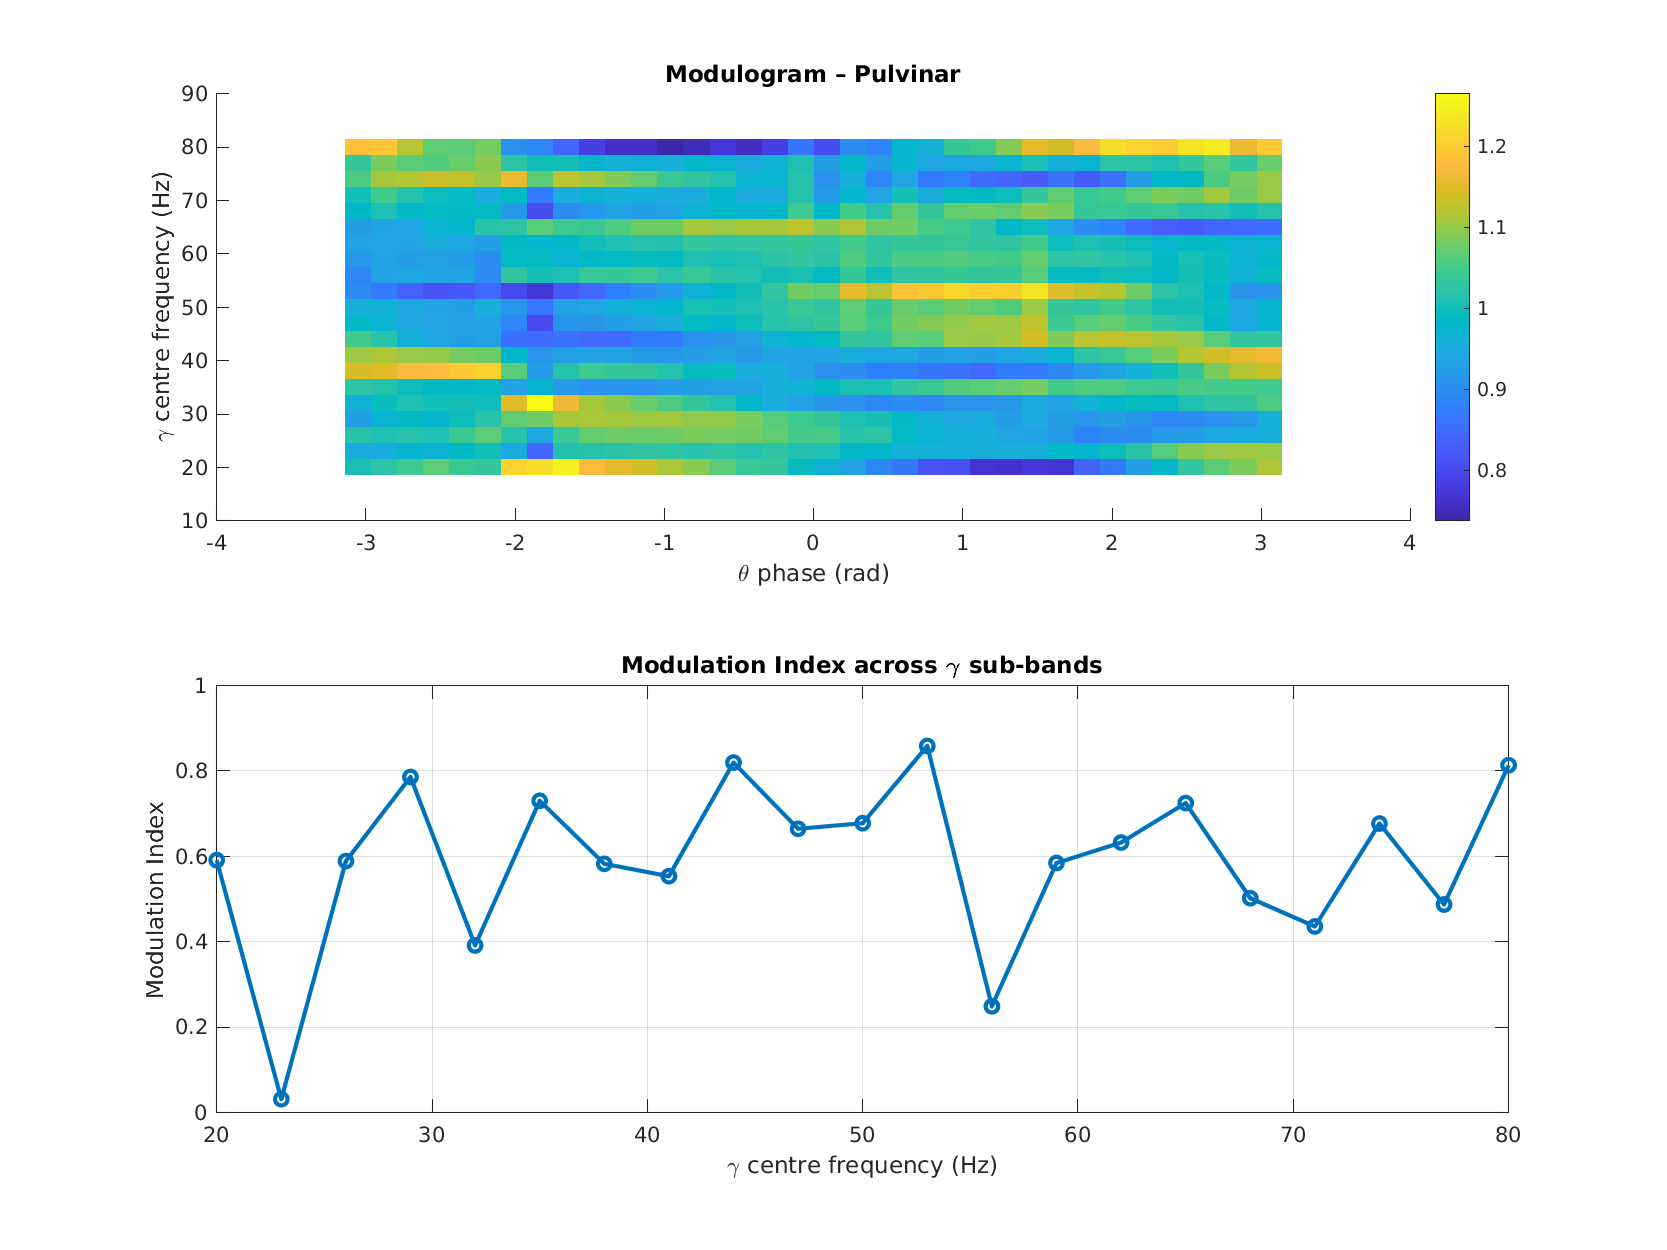 Modulogram – Pulvinar
γ centre frequency (Hz)
90
80
70
60
50
40
30
20
10
-4 -3 -2 -1 0 1 2 3 4
θ phase (rad)
1.2
1.1
1
0.9
0.8
Modulation Index across γ sub-bands
Modulation Index
1
0.8
0.6
0.4
0.2
0
20 30 40 50 60 70 80
γ centre frequency (Hz)